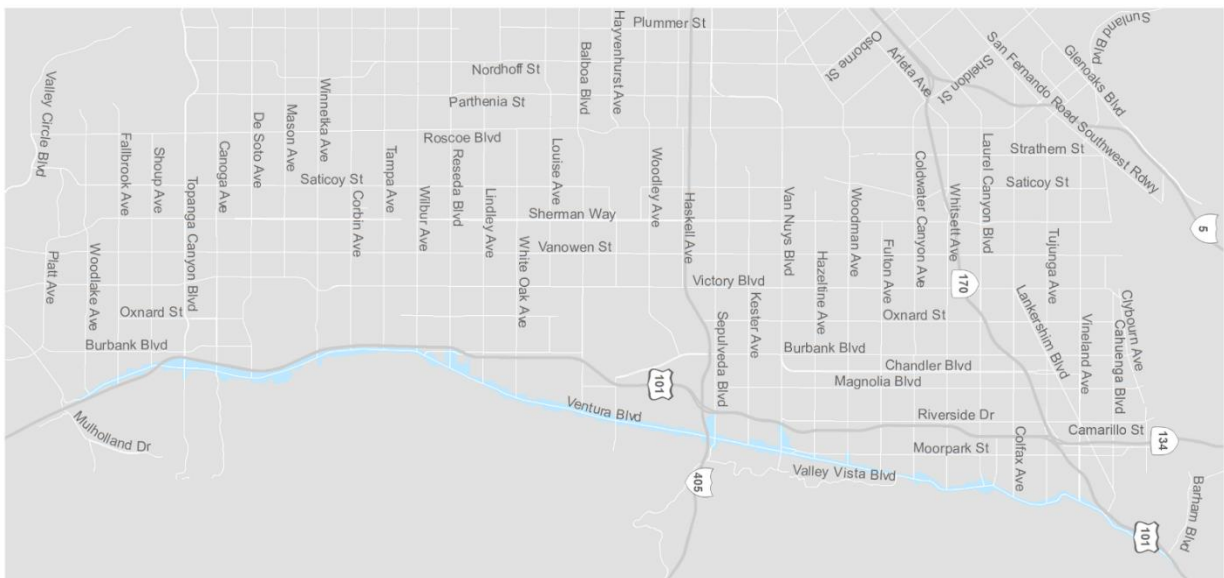 Plummer St
Hayvenhurst Ave
Balboa Blvd
Nordhoff St
Parthenia St
Roscoe Blvd
Osborne St
Arleta Ave
Sheldon St
San Fernando Road Southwest Rdwy
Glenoaks Blvd
Sunland Blvd
Valley Circle Blvd
Fallbrook Ave
Shoup Ave
Topanga Canyon Blvd
Canoga Ave
De Soto Ave
Mason Ave
Winnetka Ave
Saticoy St
Corbin Ave
Tampa Ave
Wilbur Ave
Reseda Blvd
Lindley Ave
Louise Ave
White Oak Ave
Sherman Way
Vanowen St
Woodley Ave
Haskell Ave
Van Nuys Blvd
Woodman Ave
Coldwater Canyon Ave
Whitsett Ave
Laurel Canyon Blvd
Strathern St
Saticoy St
5
Platt Ave
Woodlake Ave
Oxnard St
Burbank Blvd
Victory Blvd
Sepulveda Blvd
Kester Ave
Hazeltine Ave
Fulton Ave
Oxnard St
170
Tujunga Ave
Lankershim Blvd
Vineland Ave
Clybourn Ave
Cahuenga Blvd
Burbank Blvd
Chandler Blvd
Magnolia Blvd
101
Ventura Blvd
Riverside Dr
Camarillo St
134
Mulholland Dr
Moorpark St
Colfax Ave
Valley Vista Blvd
405
Barham Blvd
101